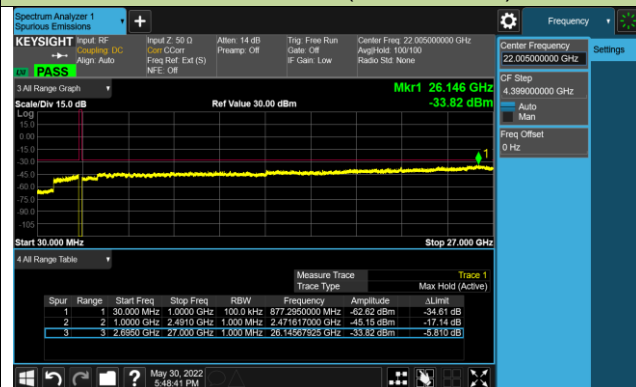 Spectrum Analyzer 1
Spurious Emissions
+
Frequency
KEYSIGHT
Input: RF
Coupling: DC
Align: Auto
Input Z: 50 Ω
Corr CCorr
Freq Ref: Ext (S)
NFE: Off
Atten: 14 dB
Preamp: Off
Trig: Free Run
Gate: Off
IF Gain: Low
Center Freq: 22.005000000 GHz
Avg|Hold: 100/100
Radio Std: None
PASS
Center Frequency
22.005000000 GHz
Settings
CF Step
4.399000000 GHz
Auto
Man
Freq Offset
0 Hz
3 All Range Graph
Mkr1 26.146 GHz
-33.82 dBm
Scale/Div 15.0 dB
Ref Value 30.00 dBm
Log
15.0
0.00
-15.0
-30.0
-45.0
-60.0
-75.0
-90.0
-105
1
Start 30.000 MHz
Stop 27.000 GHz
4 All Range Table
Measure Trace Trace 1
Trace Type Max Hold (Active)
Spur Range Start Freq Stop Freq RBW Frequency Amplitude ΔLimit
1 1 30.000 MHz 1.0000 GHz 100.0 kHz 877.2950000 MHz -62.62 dBm -34.61 dB
2 2 1.0000 GHz 2.4910 GHz 1.000 MHz 2.471617000 GHz -45.15 dBm -17.14 dB
3 3 2.6950 GHz 27.000 GHz 1.000 MHz 26.14567925 GHz -33.82 dBm -5.810 dB
?
May 30, 2022
5:48:41 PM